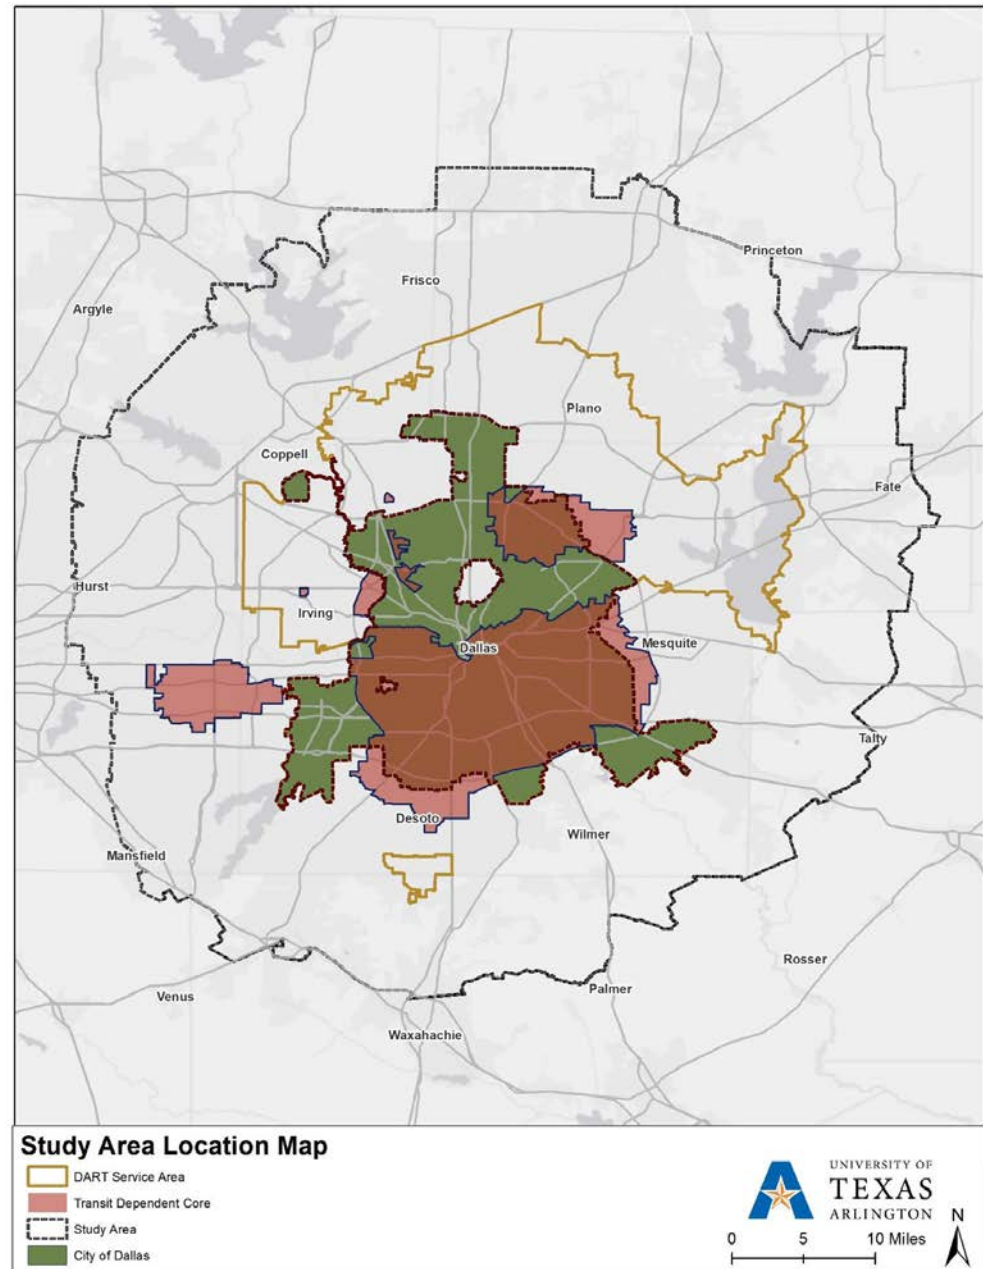 Princeton
Frisco
Argyle
Plano
Coppell
Fate
Hurst
Irving
Mesquite
Dallas
Talty
Desoto
Wilmer
Mansfield
Rosser
Palmer
Venus
Waxahachie
Study Area Location Map
DART Service Area
Transit Dependent Core
Study Area
City of Dallas
UNIVERSITY OF
TEXAS
ARLINGTON
N
0 5 10 Miles